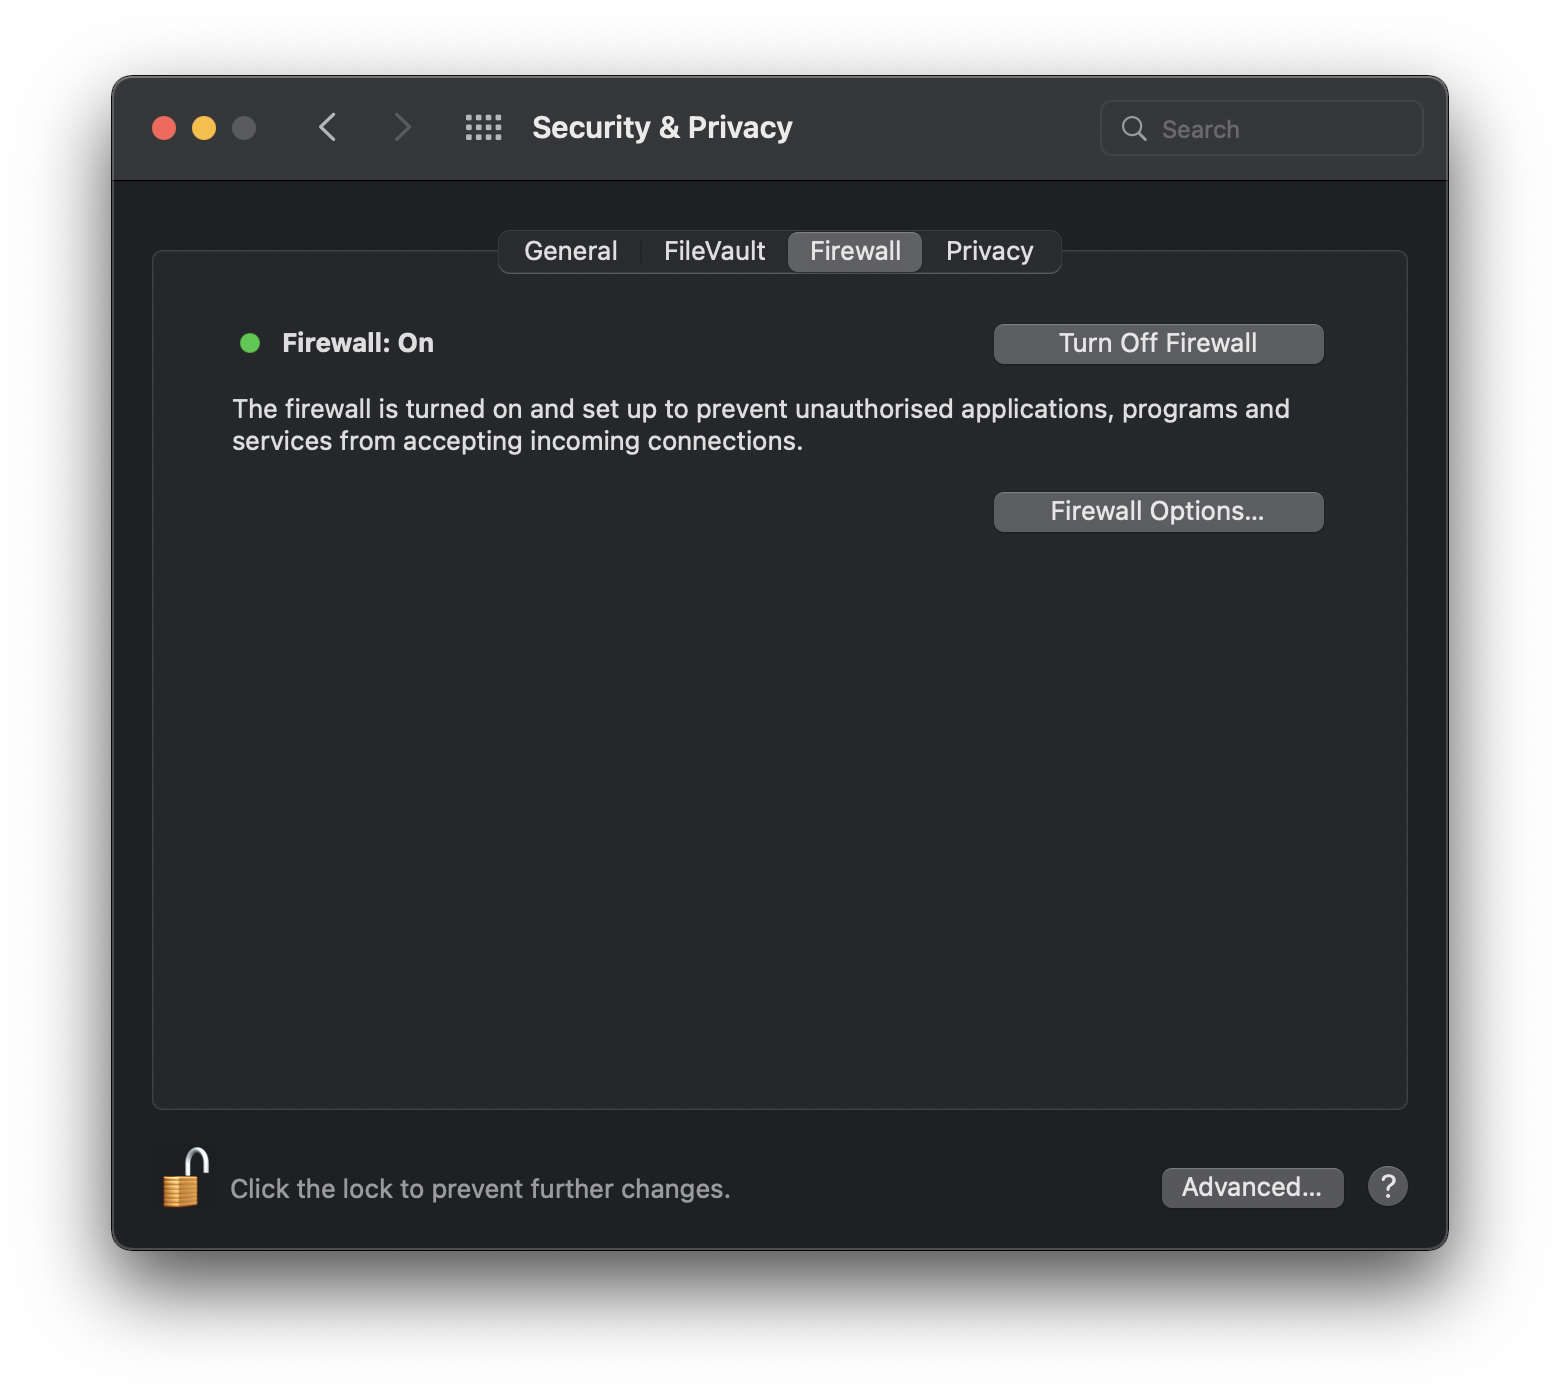 Security & Privacy
Search
General
FileVault
Firewall
Privacy
Firewall: On
Turn Off Firewall
The firewall is turned on and set up to prevent unauthorised applications, programs and
services from accepting incoming connections.
Firewall Options...
Click the lock to prevent further changes.
Advanced...
?